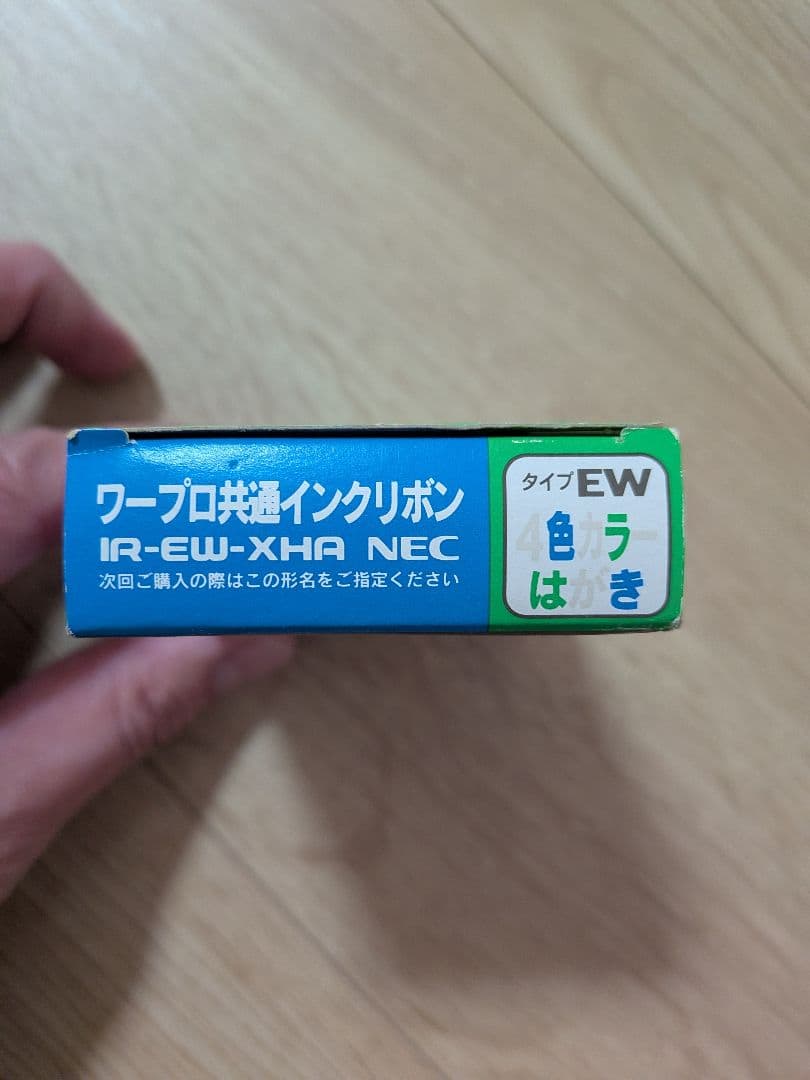 ワープロ共通インクリボン
IR-EW-XHA NEC
次回ご購入の際はこの形名をご指定ください
タイプEW
4色カラー
はがき